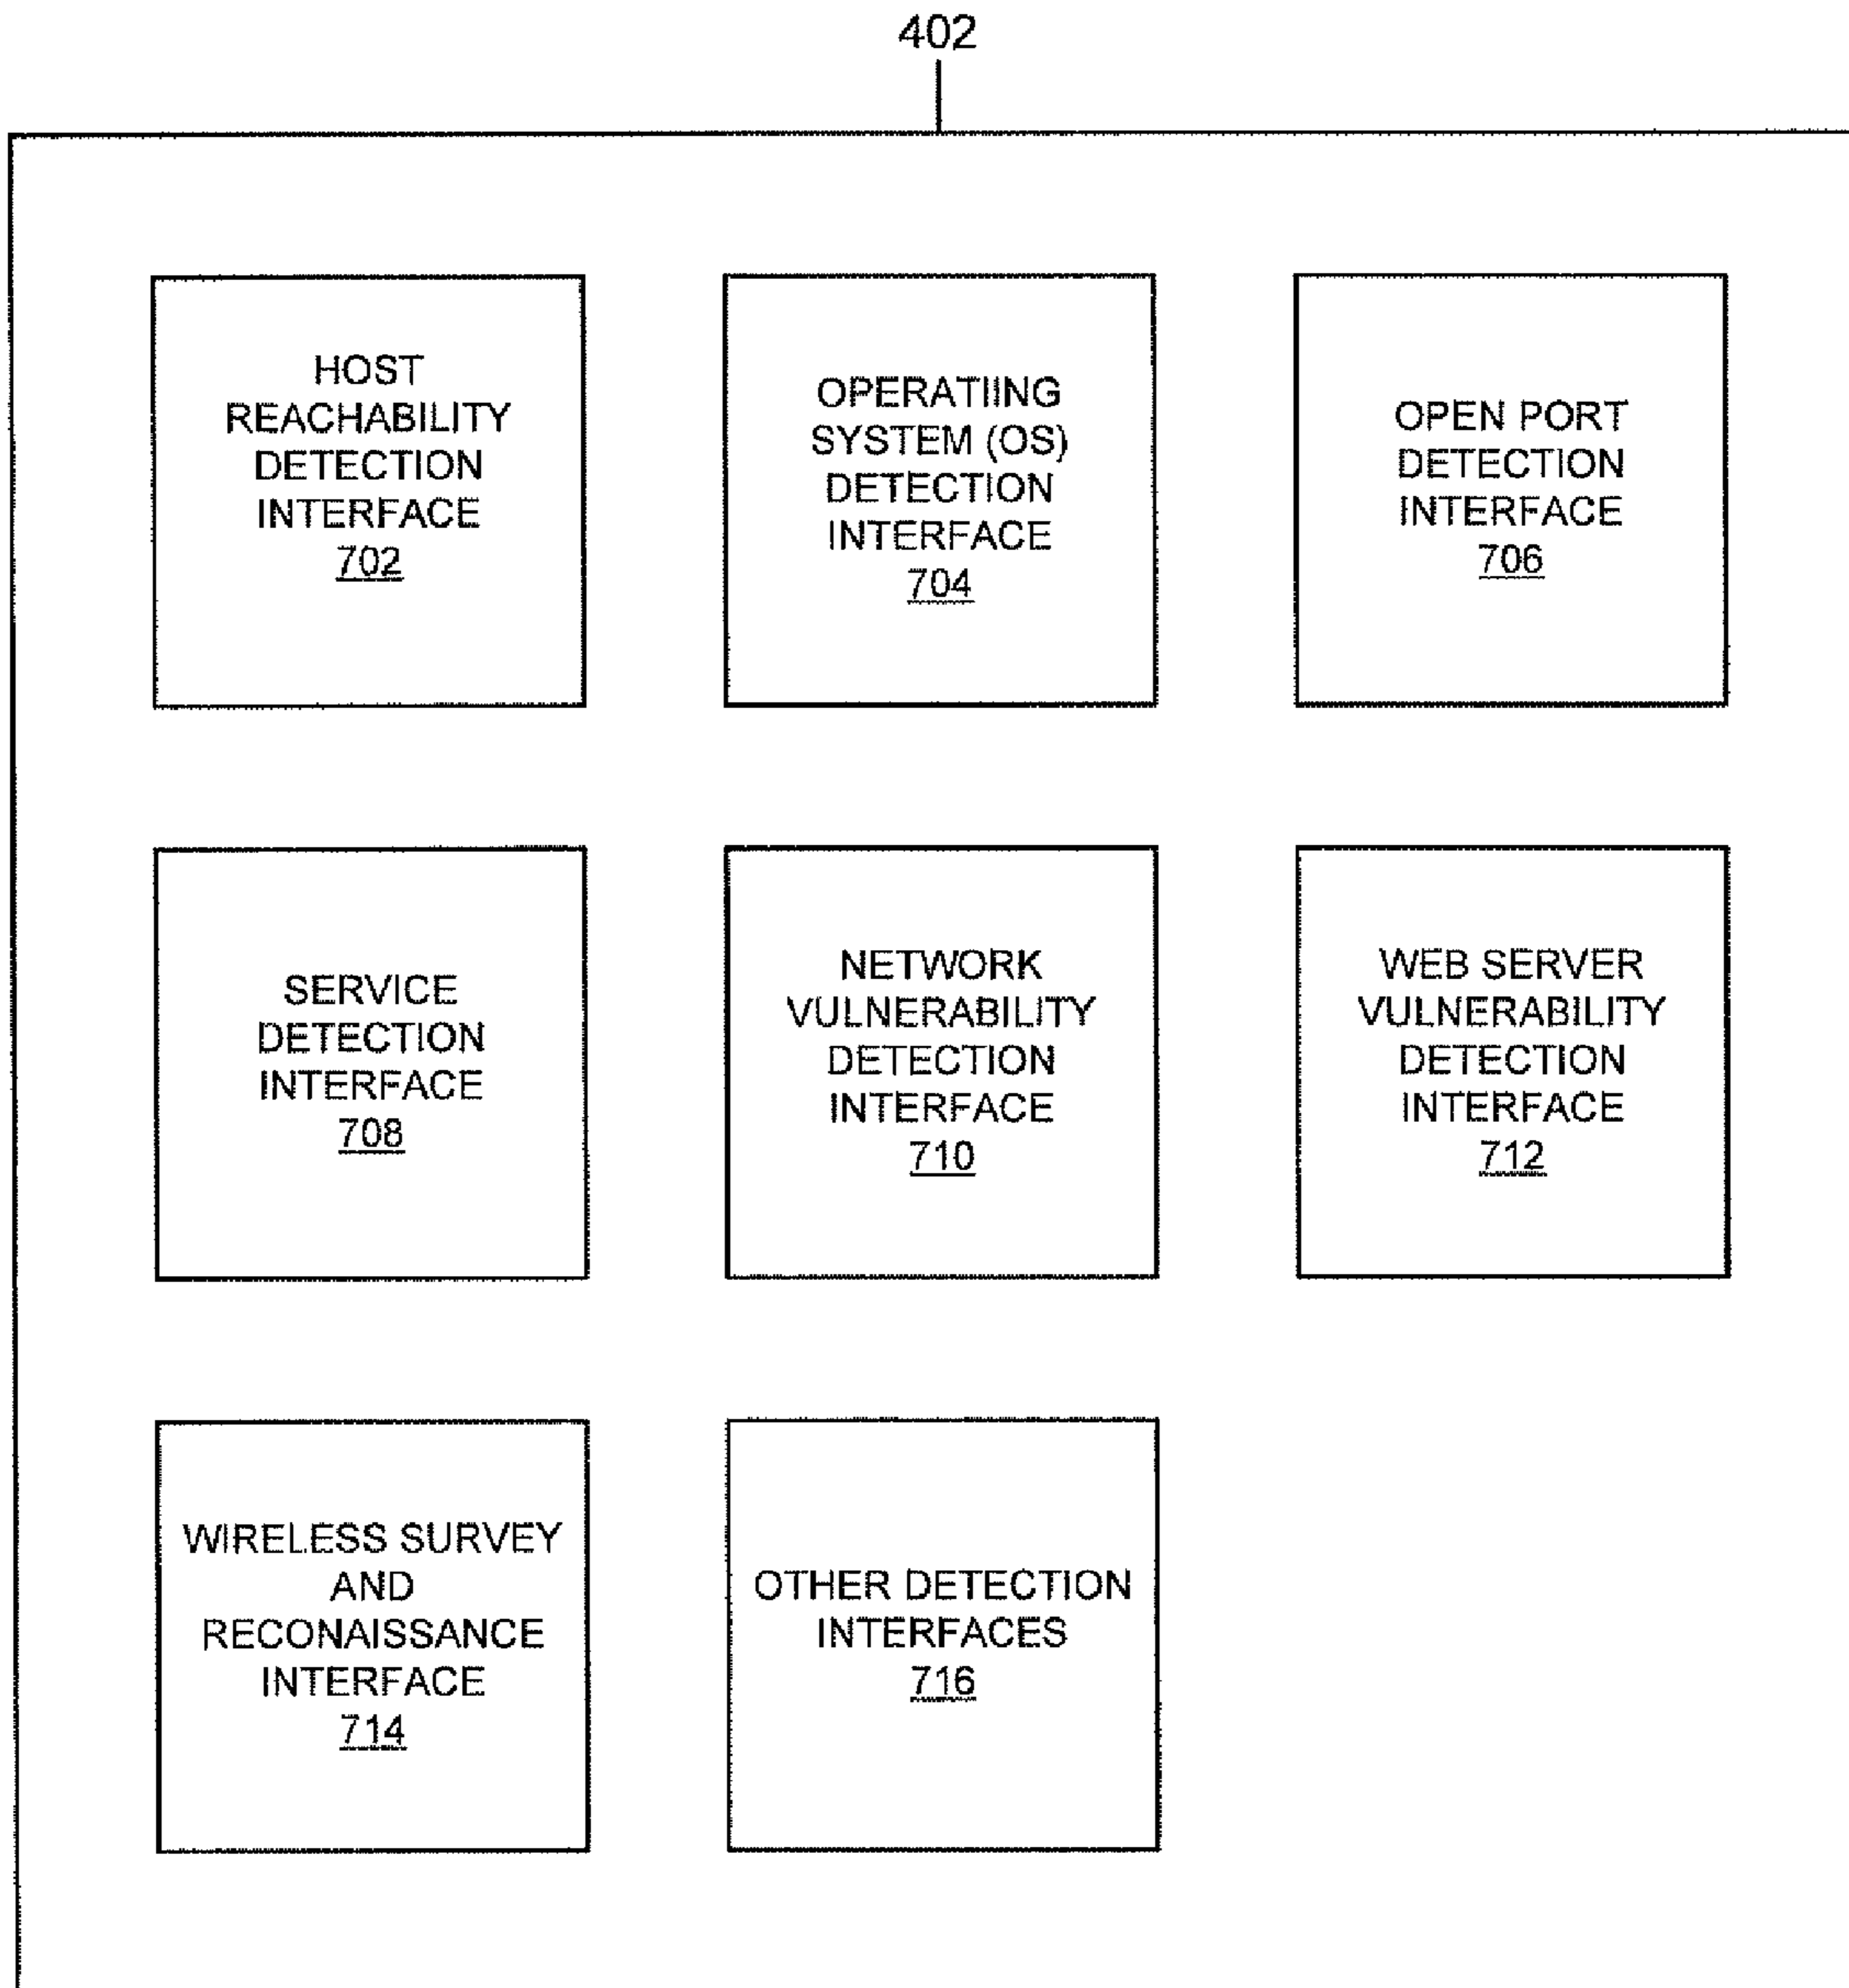 402
HOST
REACHABILITY
DETECTION
INTERFACE
702
OPERATIING
SYSTEM (OS)
DETECTION
INTERFACE
704
OPEN PORT
DETECTION
INTERFACE
706
SERVICE
DETECTION
INTERFACE
708
NETWORK
VULNERABILITY
DETECTION
INTERFACE
710
WEB SERVER
VULNERABILITY
DETECTION
INTERFACE
712
WIRELESS SURVEY
AND
RECONAISSANCE
INTERFACE
714
OTHER DETECTION
INTERFACES
716